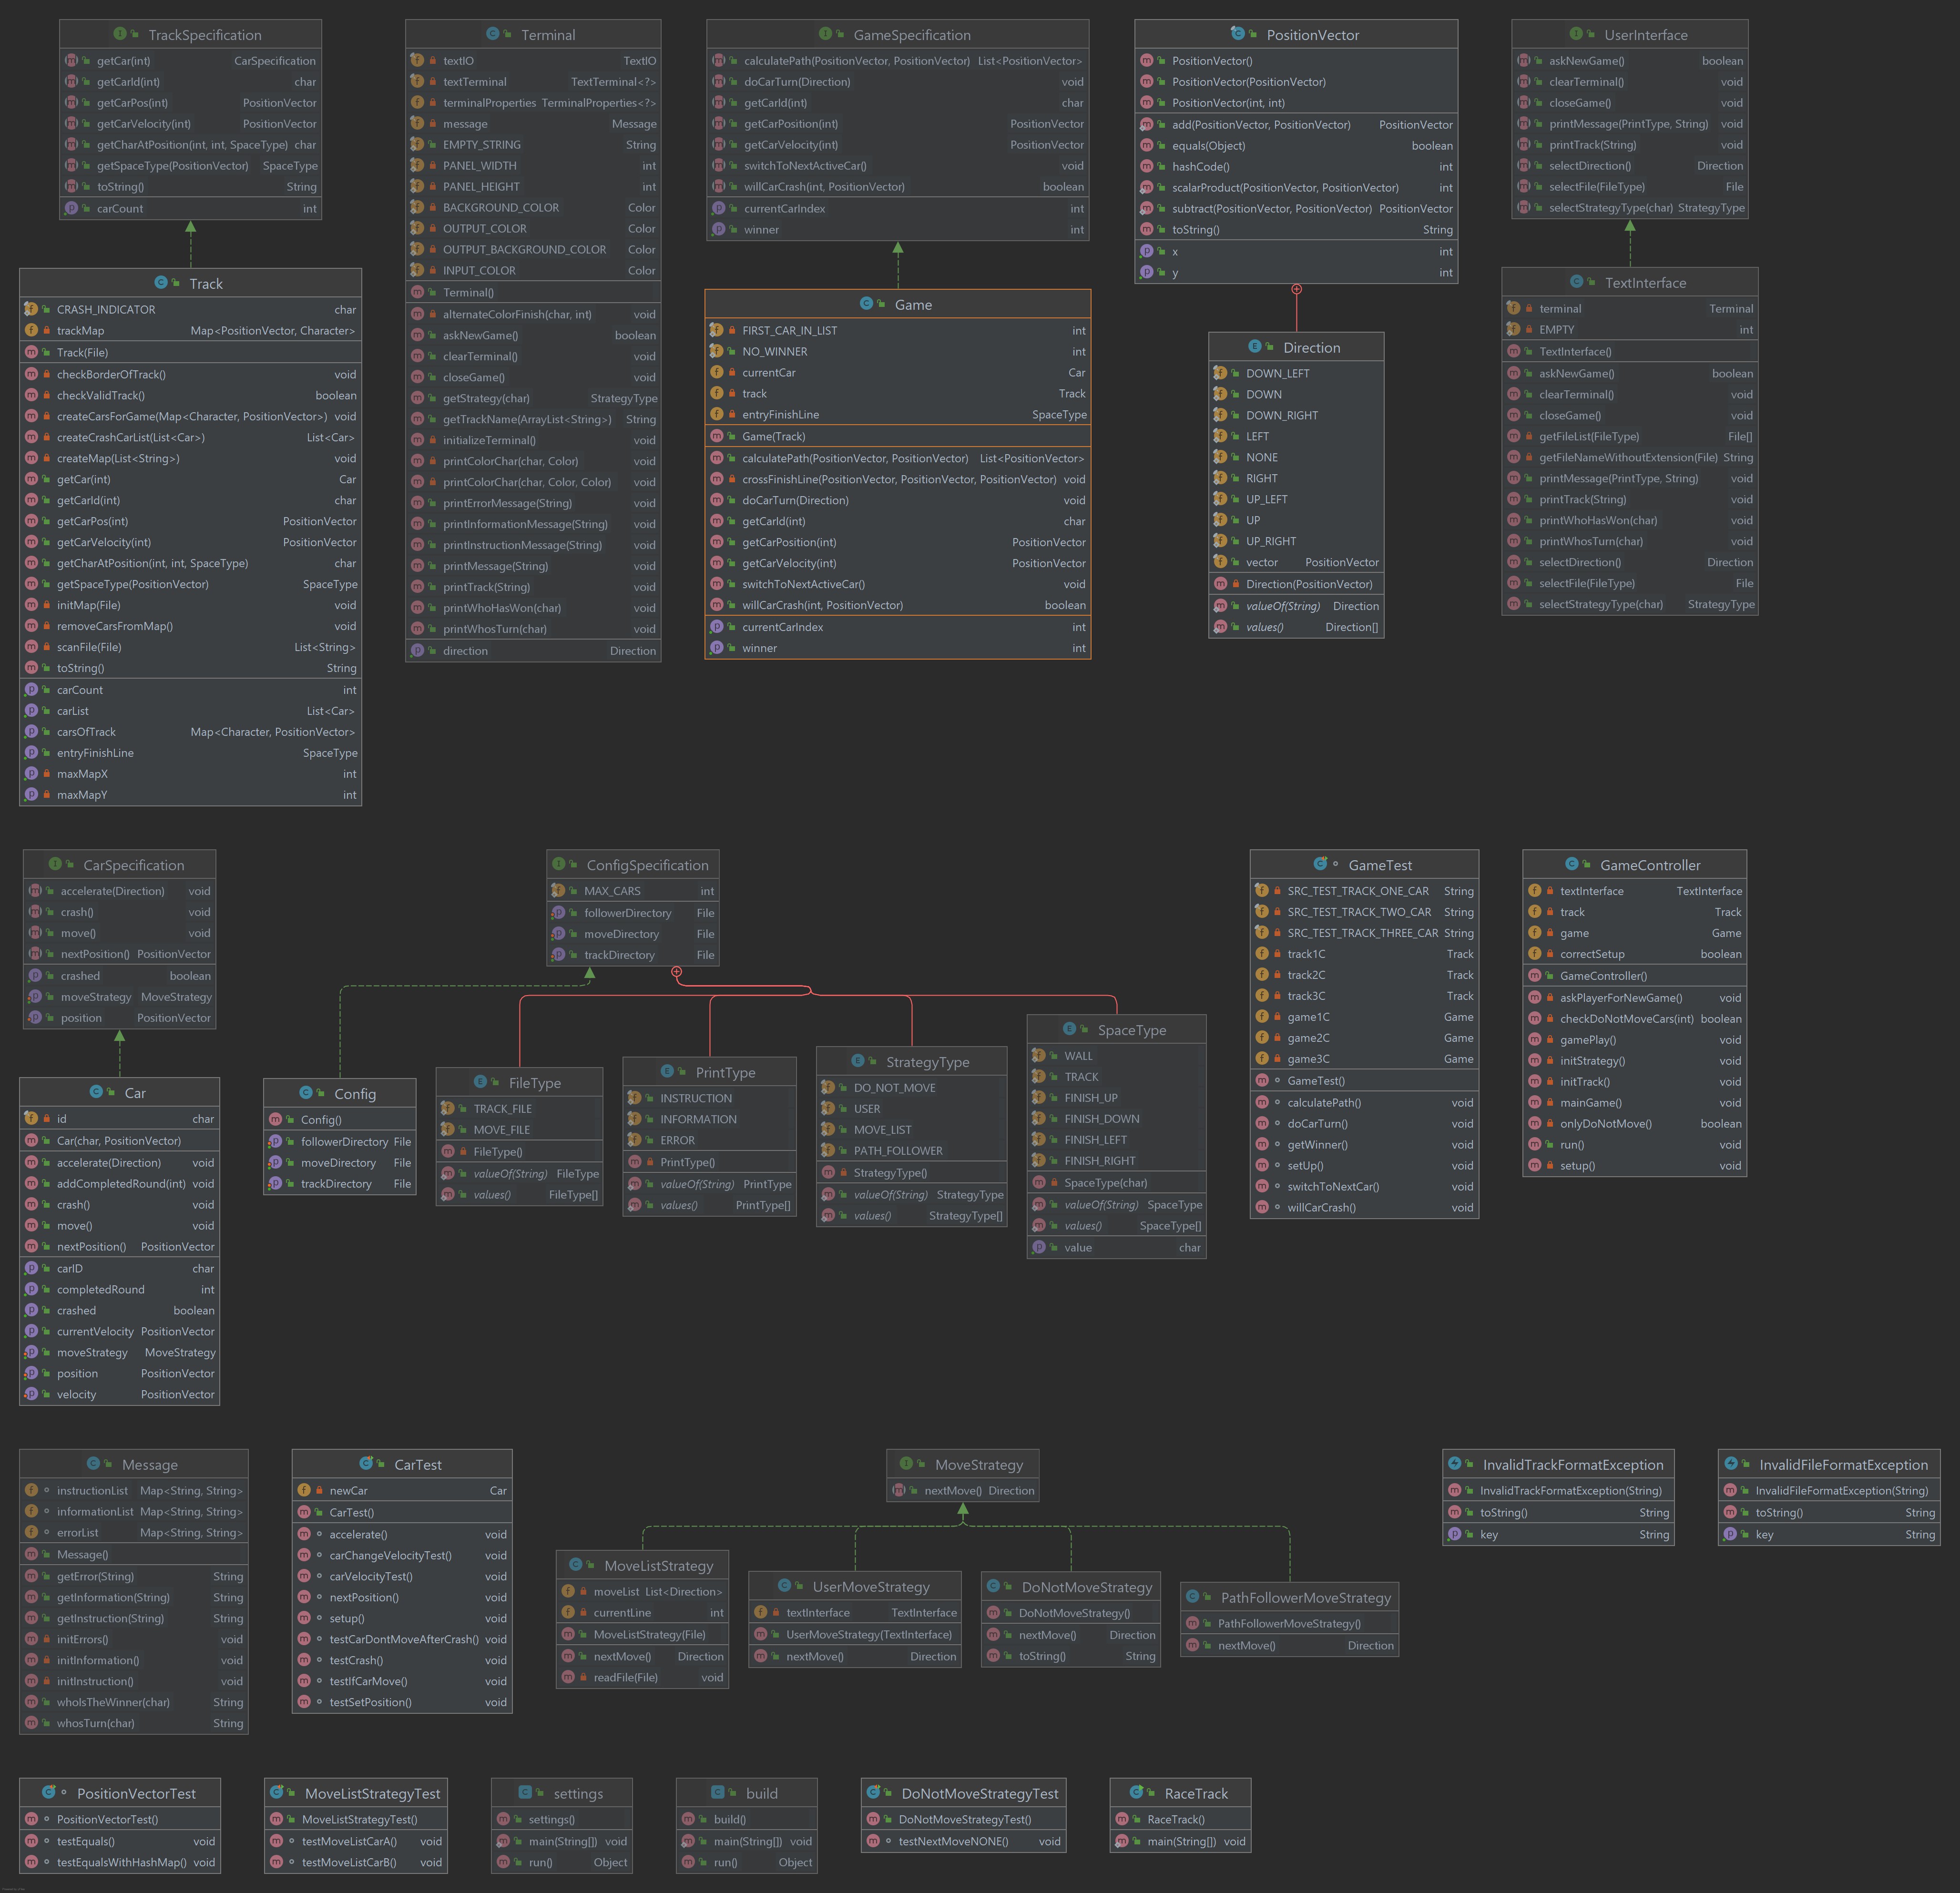 TrackSpecification
getCar(int) CarSpecification
getCarId(int) char
getCarPos(int) PositionVector
getCarVelocity(int) PositionVector
getCharAtPosition(int, int, SpaceType) char
getSpaceType(PositionVector) SpaceType
toString() String
carCount int
Terminal
textIO TextIO
textTerminal TextTerminal<?>
terminalProperties TerminalProperties<?>
message Message
EMPTY_STRING String
PANEL_WIDTH int
PANEL_HEIGHT int
BACKGROUND_COLOR Color
OUTPUT_COLOR Color
OUTPUT_BACKGROUND_COLOR Color
INPUT_COLOR Color
Terminal()
alternateColorFinish(char, int) void
askNewGame() boolean
clearTerminal() void
closeGame() void
getStrategy(char) StrategyType
getTrackName(ArrayList<String>) String
initializeTerminal() void
printColorChar(char, Color) void
printColorChar(char, Color, Color) void
printErrorMessage(String) void
printInformationMessage(String) void
printInstructionMessage(String) void
printMessage(String) void
printTrack(String) void
printWhoHasWon(char) void
printWhosTurn(char) void
direction Direction
GameSpecification
calculatePath(PositionVector, PositionVector) List<PositionVector>
doCarTurn(Direction) void
getCarId(int) char
getCarPosition(int) PositionVector
getCarVelocity(int) PositionVector
switchToNextActiveCar() void
willCarCrash(int, PositionVector) boolean
currentCarIndex int
winner int
PositionVector
PositionVector()
PositionVector(PositionVector)
PositionVector(int, int)
add(PositionVector, PositionVector) PositionVector
equals(Object) boolean
hashCode() int
scalarProduct(PositionVector, PositionVector) int
subtract(PositionVector, PositionVector) PositionVector
toString() String
x int
y int
UserInterface
askNewGame() boolean
clearTerminal() void
closeGame() void
printMessage(PrintType, String) void
printTrack(String) void
selectDirection() Direction
selectFile(FileType) File
selectStrategyType(char) StrategyType
Track
CRASH_INDICATOR char
trackMap Map<PositionVector, Character>
Track(File)
checkBorderOfTrack() void
checkValidTrack() boolean
createCarsForGame(Map<Character, PositionVector>) void
createCrashCarList(List<Car>) List<Car>
createMap(List<String>) void
getCar(int) Car
getCarId(int) char
getCarPos(int) PositionVector
getCarVelocity(int) PositionVector
getCharAtPosition(int, int, SpaceType) char
getSpaceType(PositionVector) SpaceType
initMap(File) void
removeCarsFromMap() void
scanFile(File) List<String>
toString() String
carCount int
carList List<Car>
carsOfTrack Map<Character, PositionVector>
entryFinishLine SpaceType
maxMapX int
maxMapY int
Game
FIRST_CAR_IN_LIST int
NO_WINNER int
currentCar Car
track Track
entryFinishLine SpaceType
Game(Track)
calculatePath(PositionVector, PositionVector) List<PositionVector>
crossFinishLine(PositionVector, PositionVector, PositionVector) void
doCarTurn(Direction) void
getCarId(int) char
getCarPosition(int) PositionVector
getCarVelocity(int) PositionVector
switchToNextActiveCar() void
willCarCrash(int, PositionVector) boolean
currentCarIndex int
winner int
Direction
DOWN_LEFT
DOWN
DOWN_RIGHT
LEFT
NONE
RIGHT
UP_LEFT
UP
UP_RIGHT
vector PositionVector
Direction(PositionVector)
valueOf(String) Direction
values() Direction[]
TextInterface
terminal Terminal
EMPTY int
TextInterface()
askNewGame() boolean
clearTerminal() void
closeGame() void
getFileList(FileType) File[]
getFileNameWithoutExtension(File) String
printMessage(PrintType, String) void
printTrack(String) void
printWhoHasWon(char) void
printWhosTurn(char) void
selectDirection() Direction
selectFile(FileType) File
selectStrategyType(char) StrategyType
CarSpecification
accelerate(Direction) void
crash() void
move() void
nextPosition() PositionVector
crashed boolean
moveStrategy MoveStrategy
position PositionVector
ConfigSpecification
MAX_CARS int
followerDirectory File
moveDirectory File
trackDirectory File
GameTest
SRC_TEST_TRACK_ONE_CAR String
SRC_TEST_TRACK_TWO_CAR String
SRC_TEST_TRACK_THREE_CAR String
track1C Track
track2C Track
track3C Track
game1C Game
game2C Game
game3C Game
GameTest()
calculatePath() void
doCarTurn() void
getWinner() void
setUp() void
switchToNextCar() void
willCarCrash() void
GameController
textInterface TextInterface
track Track
game Game
correctSetup boolean
GameController()
askPlayerForNewGame() void
checkDoNotMoveCars(int) boolean
gamePlay() void
initStrategy() void
initTrack() void
mainGame() void
onlyDoNotMove() boolean
run() void
setup() void
Car
id char
Car(char, PositionVector)
accelerate(Direction) void
addCompletedRound(int) void
crash() void
move() void
nextPosition() PositionVector
carID char
completedRound int
crashed boolean
currentVelocity PositionVector
moveStrategy MoveStrategy
position PositionVector
velocity PositionVector
Config
Config()
followerDirectory File
moveDirectory File
trackDirectory File
FileType
TRACK_FILE
MOVE_FILE
FileType()
valueOf(String) FileType
values() FileType[]
PrintType
INSTRUCTION
INFORMATION
ERROR
PrintType()
valueOf(String) PrintType
values() PrintType[]
StrategyType
DO_NOT_MOVE
USER
MOVE_LIST
PATH_FOLLOWER
StrategyType()
valueOf(String) StrategyType
values() StrategyType[]
SpaceType
WALL
TRACK
FINISH_UP
FINISH_DOWN
FINISH_LEFT
FINISH_RIGHT
SpaceType(char)
valueOf(String) SpaceType
values() SpaceType[]
value char
Message
instructionList Map<String, String>
informationList Map<String, String>
errorList Map<String, String>
Message()
getError(String) String
getInformation(String) String
getInstruction(String) String
initErrors() void
initInformation() void
initInstruction() void
whoIsTheWinner(char) String
whosTurn(char) String
CarTest
newCar Car
CarTest()
accelerate() void
carChangeVelocityTest() void
carVelocityTest() void
nextPosition() void
setup() void
testCarDontMoveAfterCrash() void
testCrash() void
testIfCarMove() void
testSetPosition() void
MoveStrategy
nextMove() Direction
MoveListStrategy
moveList List<Direction>
currentLine int
MoveListStrategy(File)
nextMove() Direction
readFile(File) void
UserMoveStrategy
textInterface TextInterface
UserMoveStrategy(TextInterface)
nextMove() Direction
DoNotMoveStrategy
DoNotMoveStrategy()
nextMove() Direction
toString() String
PathFollowerMoveStrategy
PathFollowerMoveStrategy()
nextMove() Direction
InvalidTrackFormatException
InvalidTrackFormatException(String)
toString() String
key String
InvalidFileFormatException
InvalidFileFormatException(String)
toString() String
key String
PositionVectorTest
PositionVectorTest()
testEquals() void
testEqualsWithHashMap() void
MoveListStrategyTest
MoveListStrategyTest()
testMoveListCarA() void
testMoveListCarB() void
settings
settings()
main(String[]) void
run() Object
build
build()
main(String[]) void
run() Object
DoNotMoveStrategyTest
DoNotMoveStrategyTest()
testNextMoveNONE() void
RaceTrack
RaceTrack()
main(String[]) void